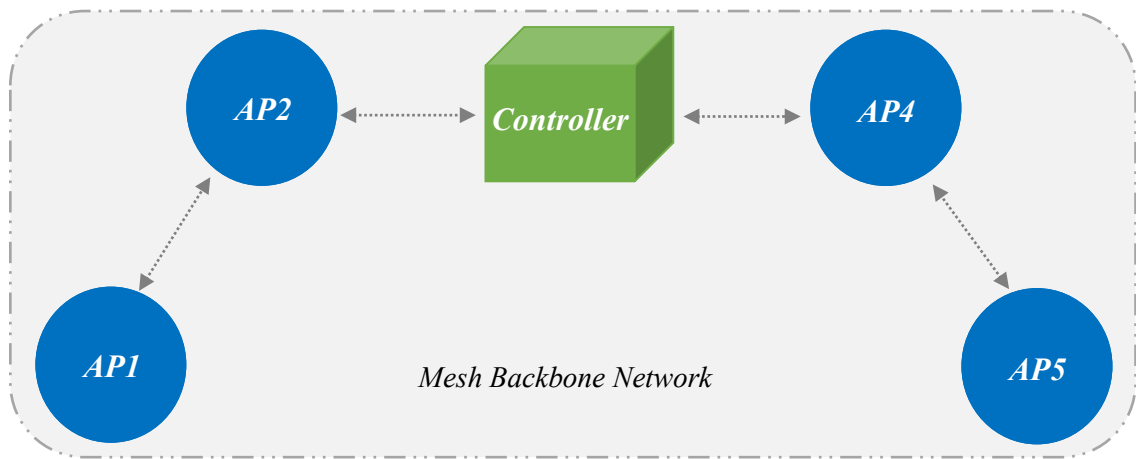 AP2
Controller
AP4
AP1
Mesh Backbone Network
AP5